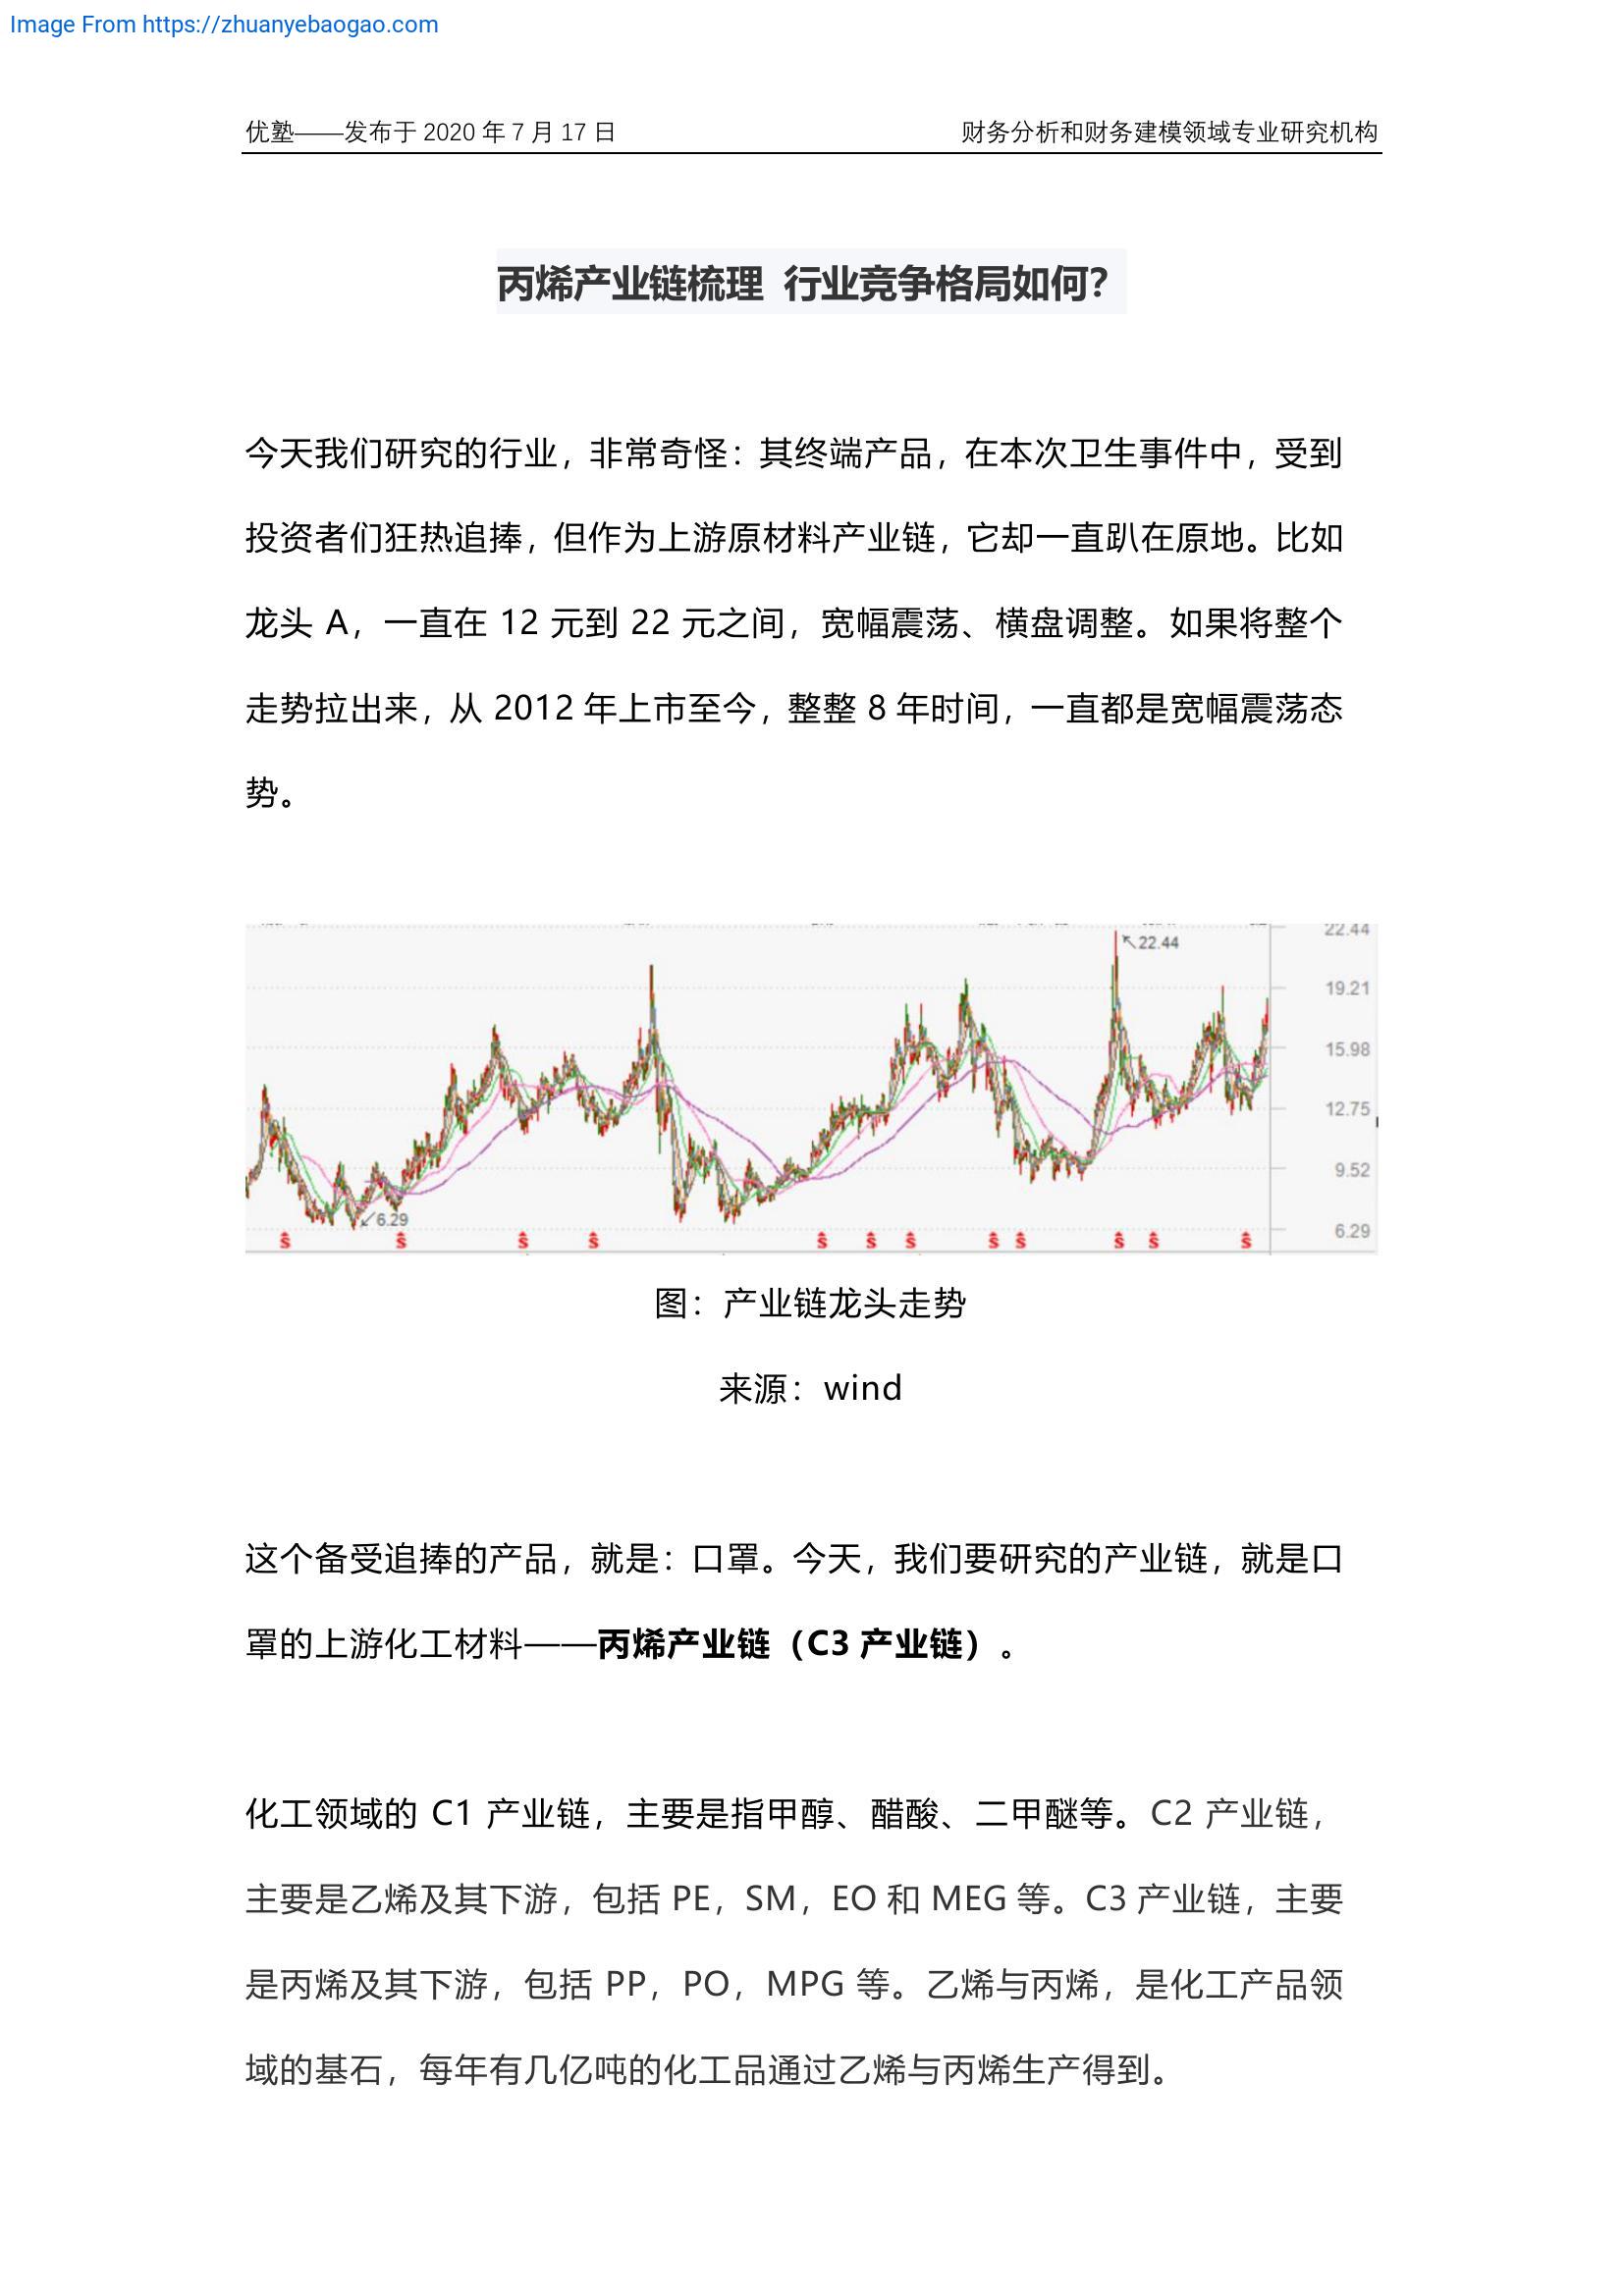 Image From https://zhuanyebaogao.com
优塾——发布于 2020 年 7 月 17 日 财务分析和财务建模领域专业研究机构
丙烯产业链梳理 行业竞争格局如何？
今天我们研究的行业，非常奇怪：其终端产品，在本次卫生事件中，受到
投资者们狂热追捧，但作为上游原材料产业链，它却一直趴在原地。比如
龙头 A，一直在 12 元到 22 元之间，宽幅震荡、横盘调整。如果将整个
走势拉出来，从 2012 年上市至今，整整 8 年时间，一直都是宽幅震荡态
势。
22.44
22.44
19.21
15.98
12.75
9.52
6.29
6.29
S S S S S S S S S S S S
图：产业链龙头走势
来源：wind
这个备受追捧的产品，就是：口罩。今天，我们要研究的产业链，就是口
罩的上游化工材料——丙烯产业链（C3 产业链）。
化工领域的 C1 产业链，主要是指甲醇、醋酸、二甲醚等。C2 产业链，
主要是乙烯及其下游，包括 PE，SM，EO 和 MEG 等。C3 产业链，主要
是丙烯及其下游，包括 PP，PO，MPG 等。乙烯与丙烯，是化工产品领
域的基石，每年有几亿吨的化工品通过乙烯与丙烯生产得到。